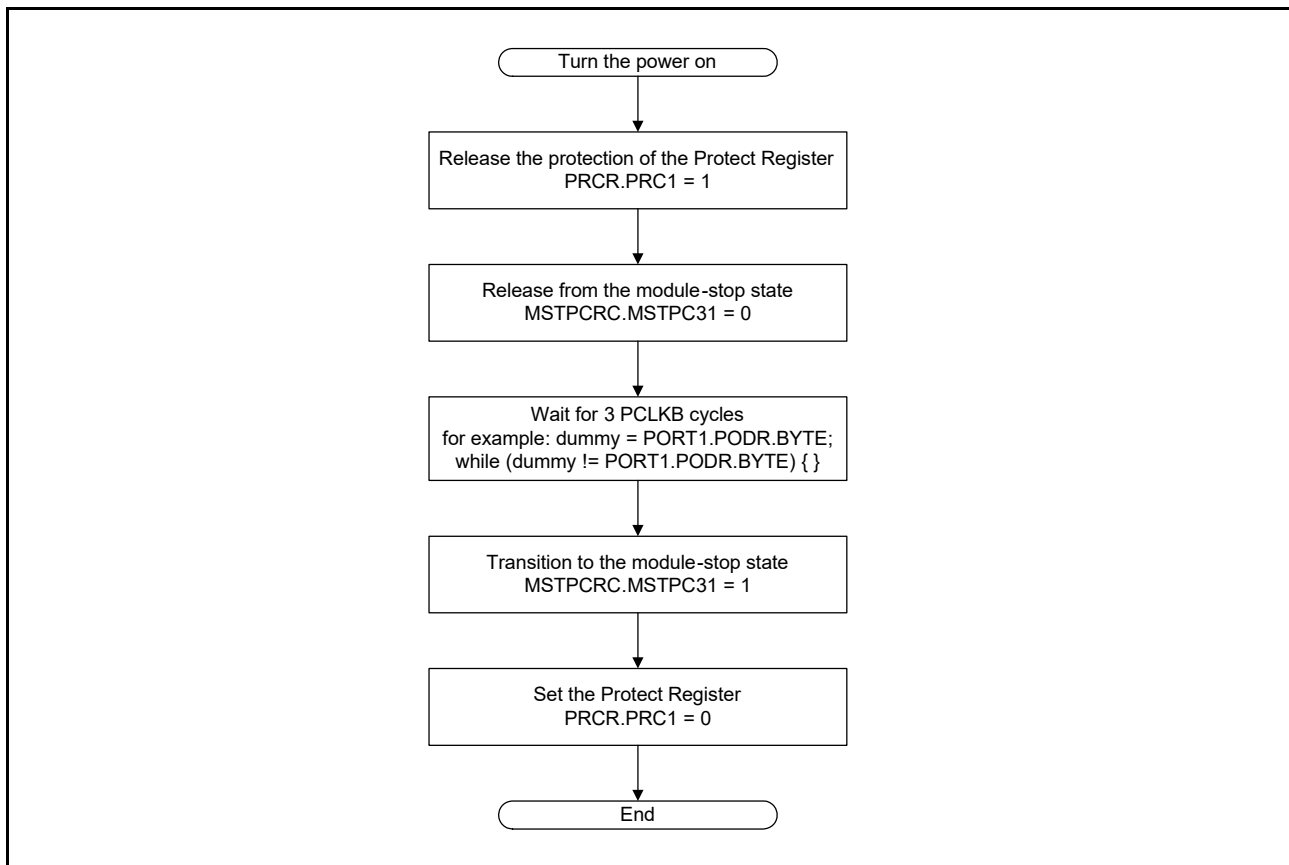 Turn the power on
Release the protection of the Protect Register
PRCR.PRC1 = 1
Release from the module-stop state
MSTPCRC.MSTPC31 = 0
Wait for 3 PCLKB cycles
for example: dummy = PORT1.PODR.BYTE;
while (dummy != PORT1.PODR.BYTE) { }
Transition to the module-stop state
MSTPCRC.MSTPC31 = 1
Set the Protect Register
PRCR.PRC1 = 0
End